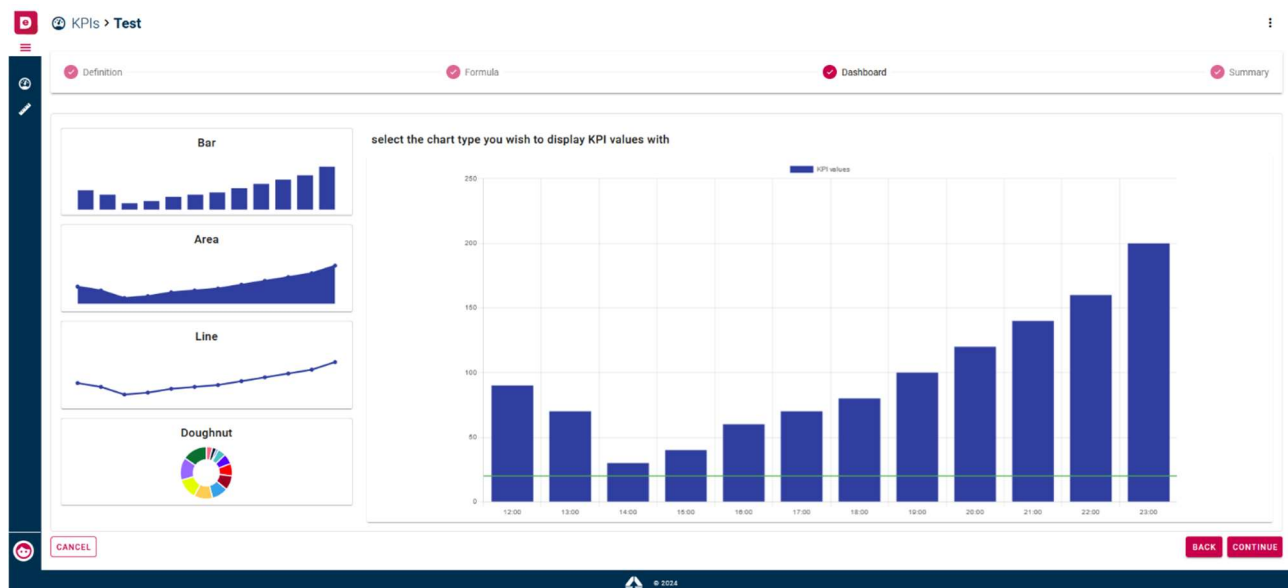 KPIs > Test
Definition
Formula
Dashboard
Summary
Bar
Area
Line
Doughnut
select the chart type you wish to display KPI values with
KPI values
250
200
150
100
50
0
12:00 13:00 14:00 15:00 16:00 17:00 18:00 19:00 20:00 21:00 22:00 23:00
CANCEL
BACK
CONTINUE
© 2024